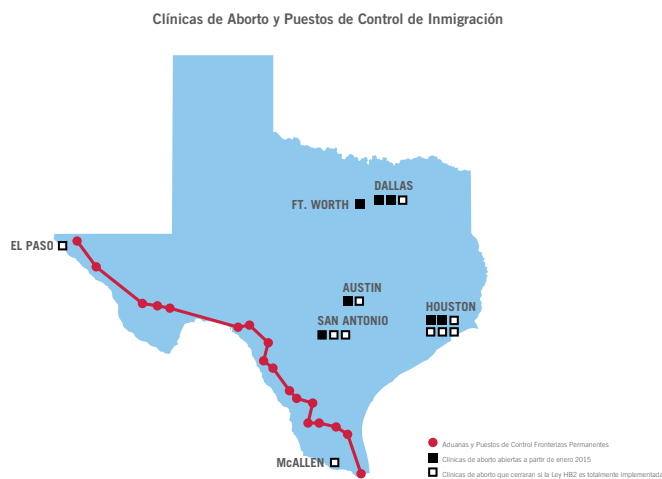 Clínicas de Aborto y Puestos de Control de Inmigración
DALLAS
FT. WORTH
EL PASO
AUSTIN
HOUSTON
SAN ANTONIO
McALLEN
Aduanas y Puestos de Control Fronterizos Permanentes
Clínicas de aborto abiertas a partir de enero 2015
Clínicas de aborto que cerraran si la Ley HB2 es totalmente implementada